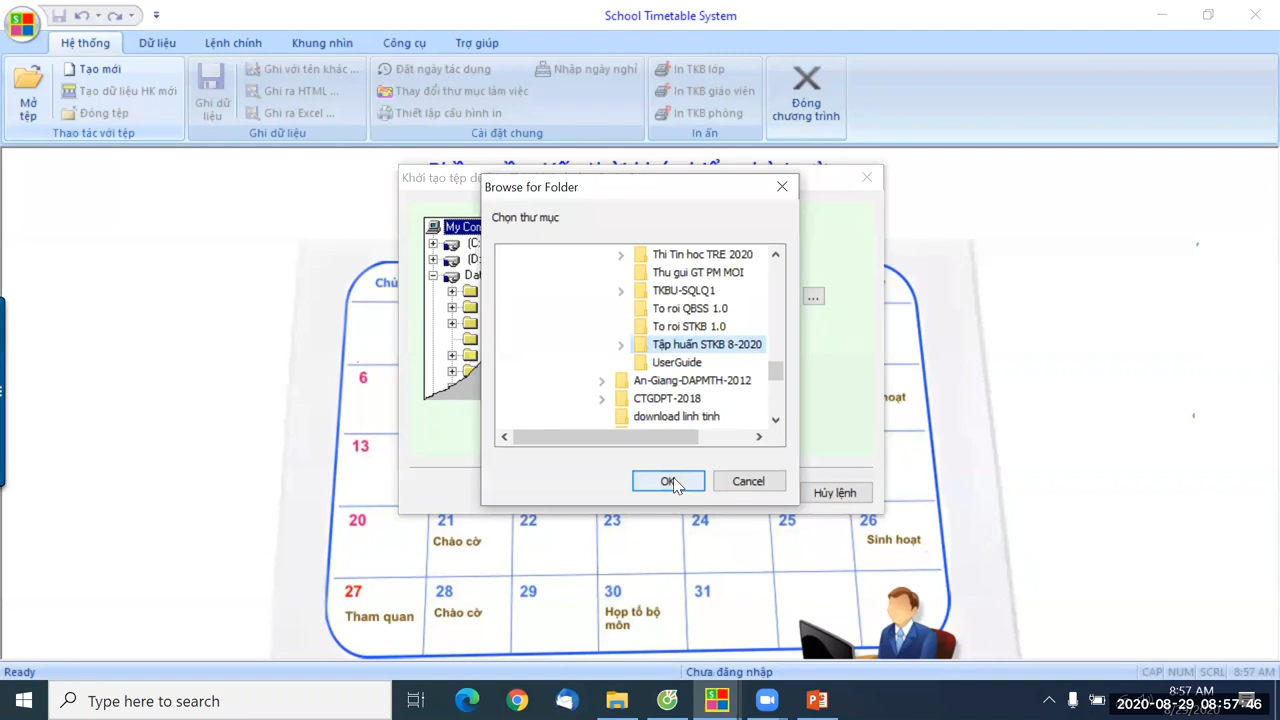 School Timetable System
Hệ thống
Dữ liệu
Lệnh chính
Khung nhìn
Công cụ
Trợ giúp
Mở tệp
Tạo mới
Tạo dữ liệu HK mới
Đóng tệp
Thao tác với tệp
Ghi dữ liệu
Ghi với tên khác ...
Ghi ra HTML ...
Ghi ra Excel ...
Ghi dữ liệu
Đặt ngày tác dụng
Nhập ngày nghỉ
Thay đổi thư mục làm việc
Thiết lập cấu hình in
Cài đặt chung
In TKB lớp
In TKB giáo viên
In TKB phòng
In ấn
Đóng chương trình
Khởi tạo tệp
Browse for Folder
Chọn thư mục
My Con
(C:
(D:
Dat
...
Thi Tin hoc TRE 2020
Thu gui GT PM MOI
TKBU-SQLQ1
To roi QBSS 1.0
To roi STKB 1.0
Tập huấn STKB 8-2020
UserGuide
An-Giang-DAPMTH-2012
CTGDPT-2018
download linh tinh
OK
Cancel
Hủy lệnh
Chủ
6
13
20 21 22 23 24 25 26
Chào cờ
Sinh hoạt
27 28 29 30 31
Tham quan
Chào cờ
Họp tổ bộ
môn
Ready
Chưa đăng nhập
CAP NUM SCRL 8:57 AM
Type here to search
8:57 AM
2020-08-29 08:57:46